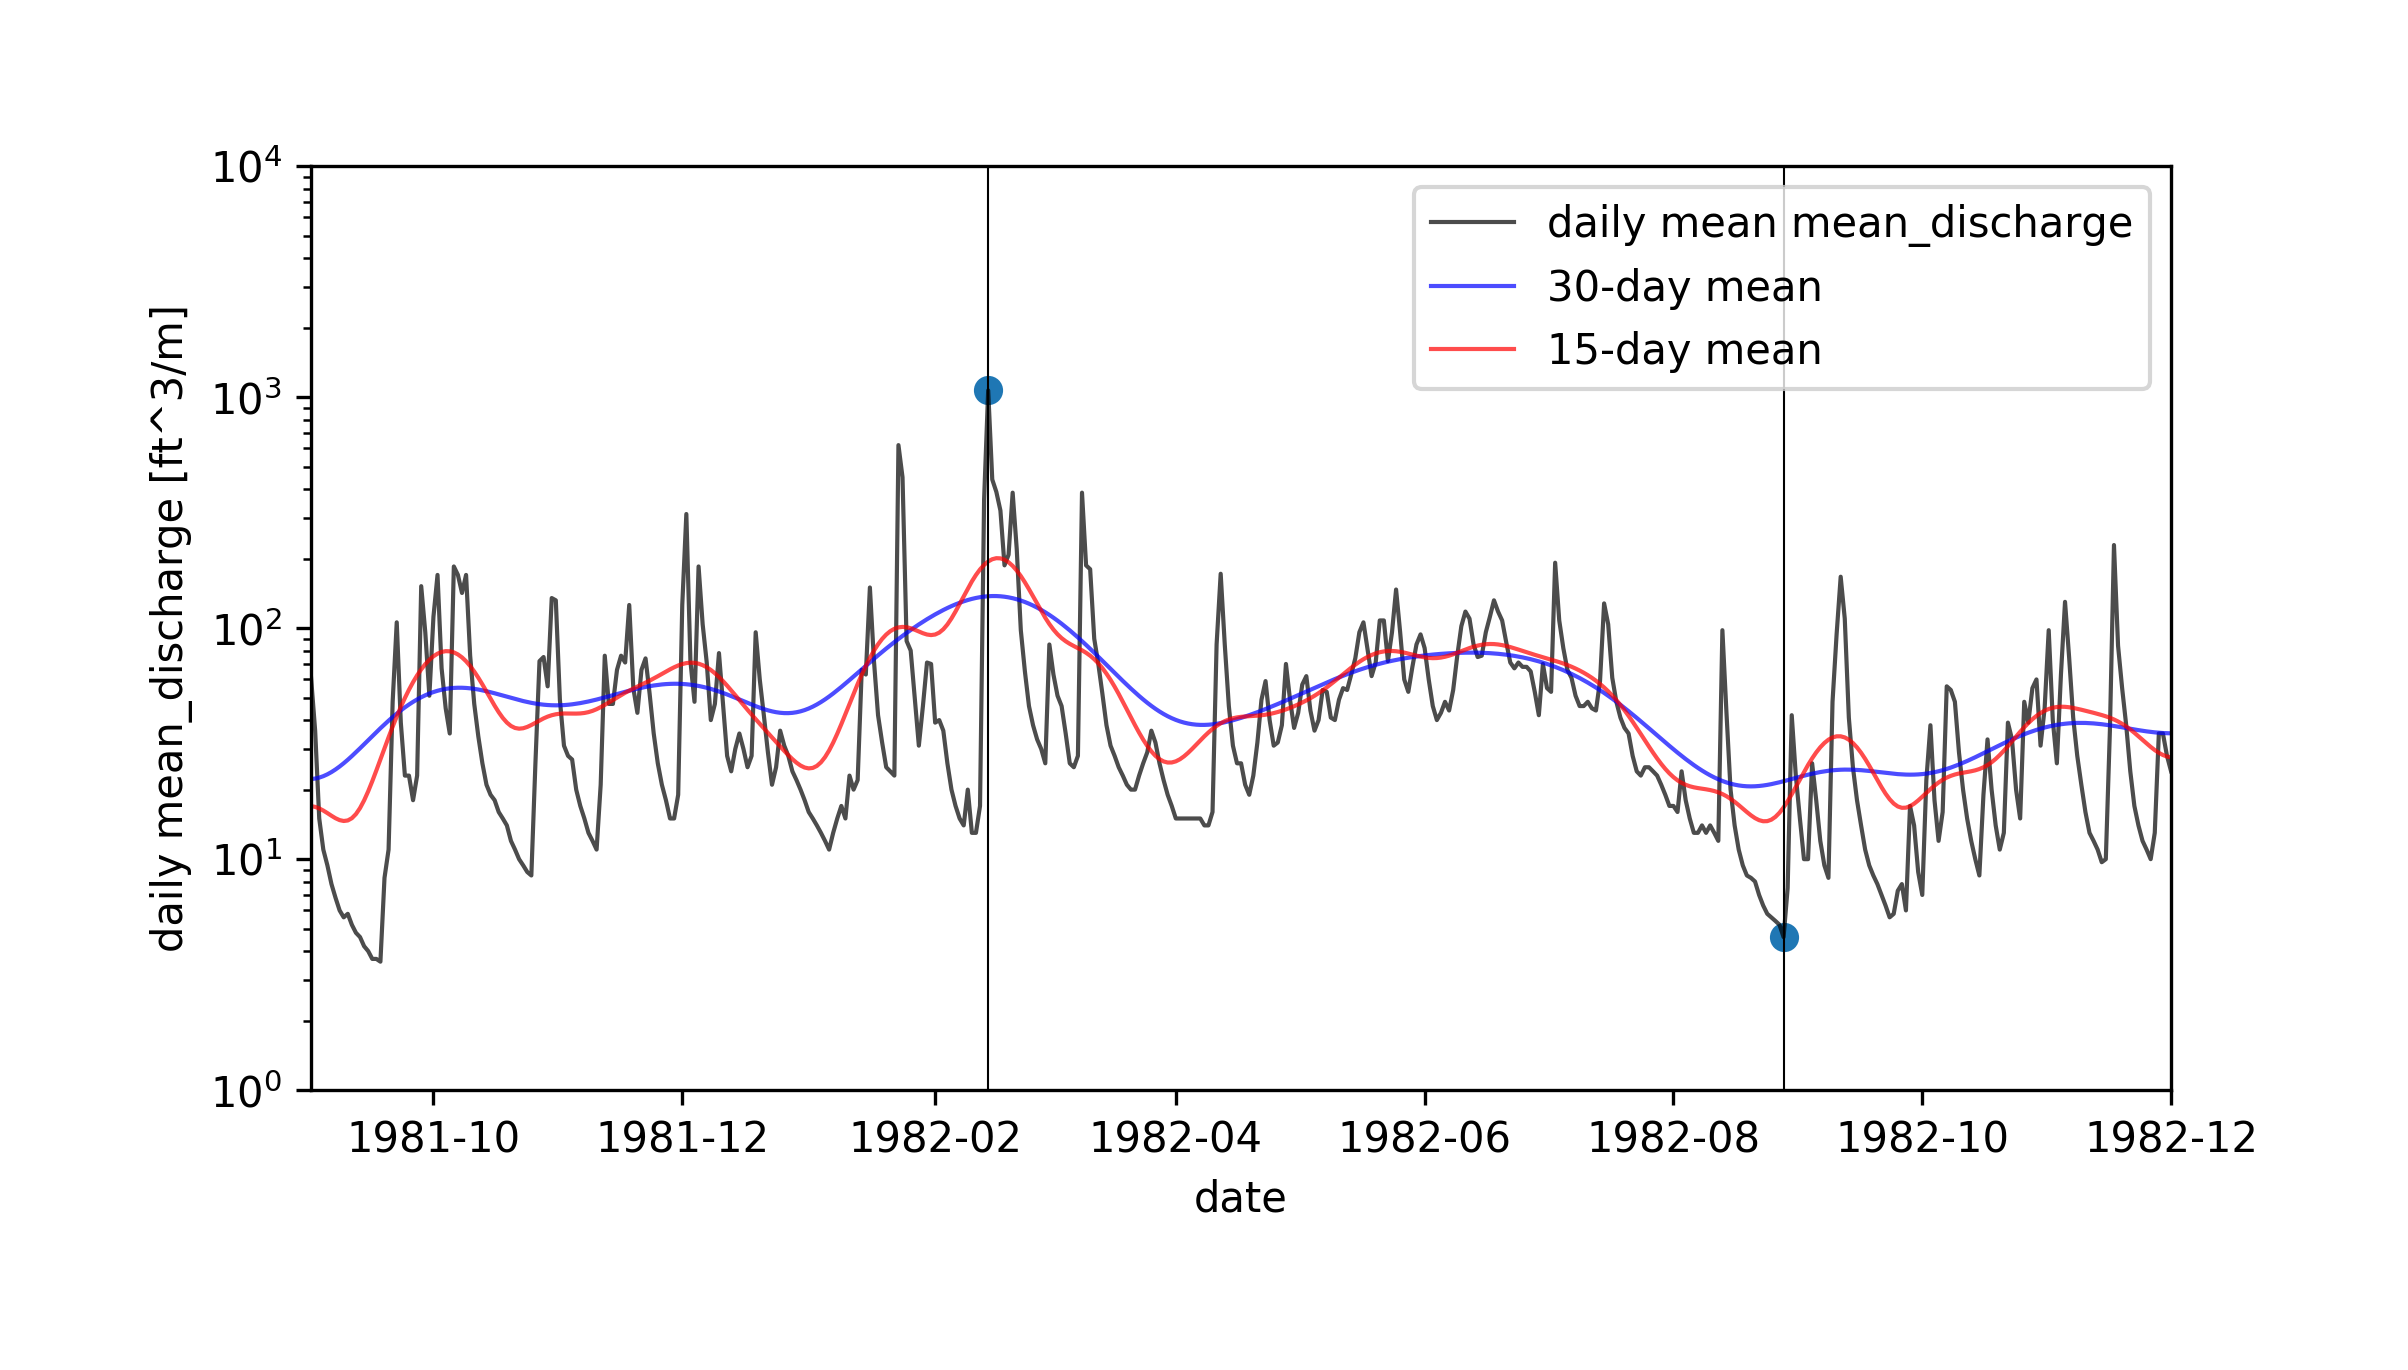 10^4
10^3
10^2
10^1
10^0
daily mean_discharge [ft^3/m]
daily mean mean_discharge
30-day mean
15-day mean
1981-10 1981-12 1982-02 1982-04 1982-06 1982-08 1982-10 1982-12
date